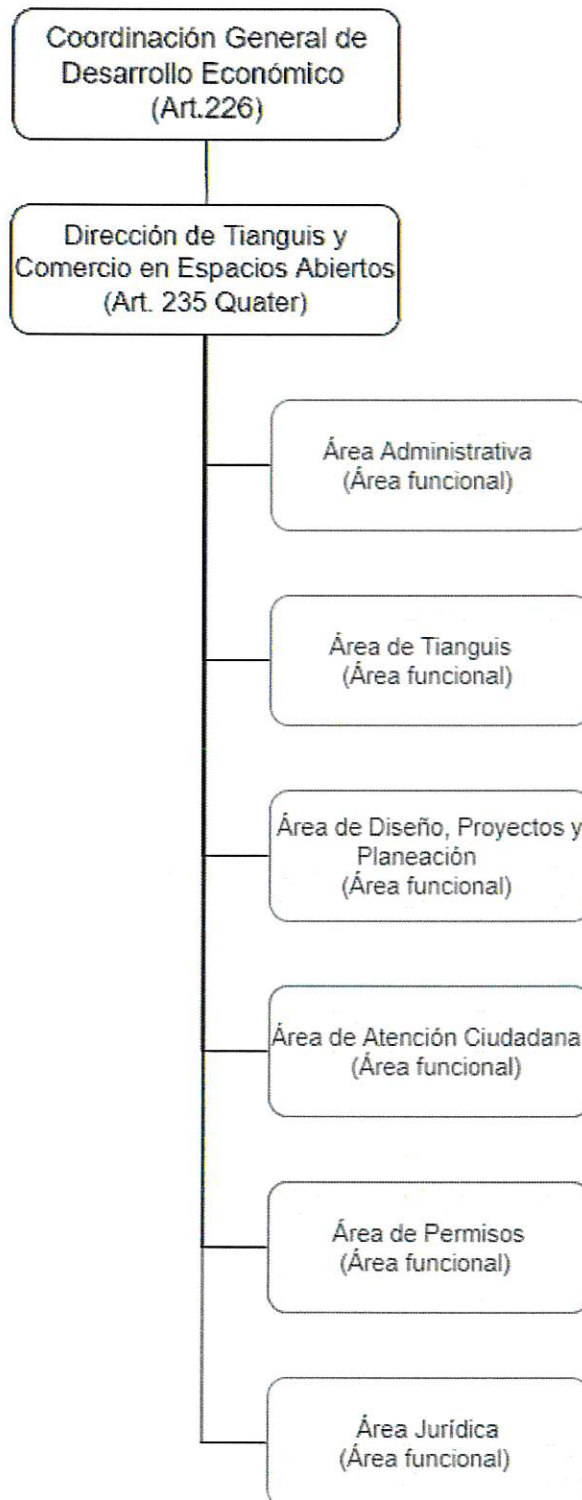 Coordinación General de
Desarrollo Económico
(Art.226)
Dirección de Tianguis y
Comercio en Espacios Abiertos
(Art. 235 Quater)
Área Administrativa
(Área funcional)
Área de Tianguis
(Área funcional)
Área de Diseño, Proyectos y
Planeación
(Área funcional)
Área de Atención Ciudadana
(Área funcional)
Área de Permisos
(Área funcional)
Área Jurídica
(Área funcional)